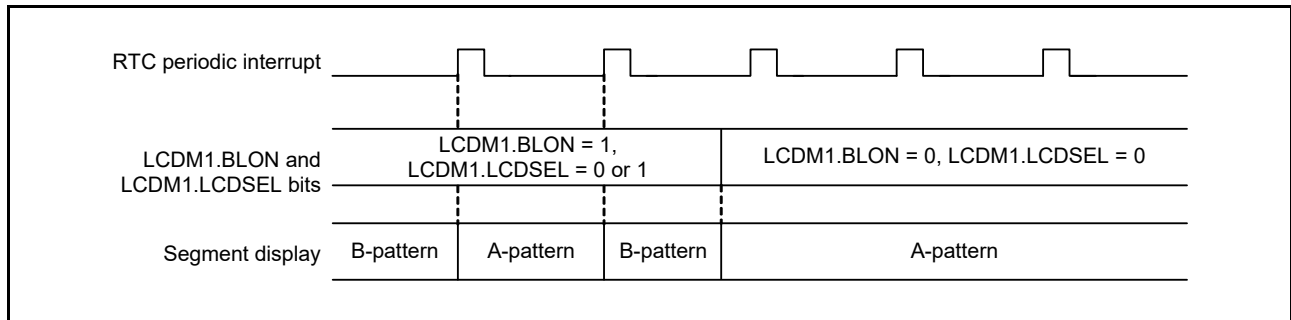 RTC periodic interrupt
LCDM1.BLON and
LCDM1.LCDSEL bits
LCDM1.BLON = 1,
LCDM1.LCDSEL = 0 or 1
LCDM1.BLON = 0, LCDM1.LCDSEL = 0
Segment display
B-pattern
A-pattern
B-pattern
A-pattern